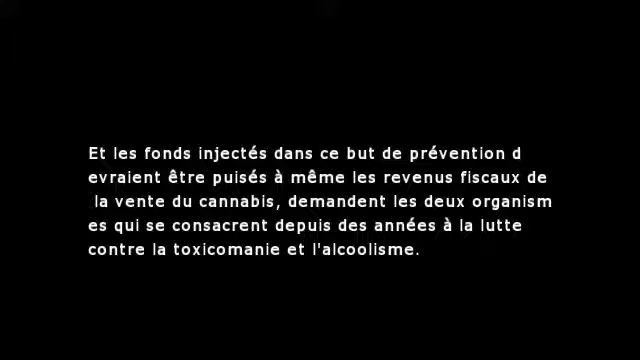 Et les fonds injectés dans ce but de prévention d
evraient être puisés à même les revenus fiscaux de
 la vente du cannabis, demandent les deux organism
es qui se consacrent depuis des années à la lutte
contre la toxicomanie et l'alcoolisme.